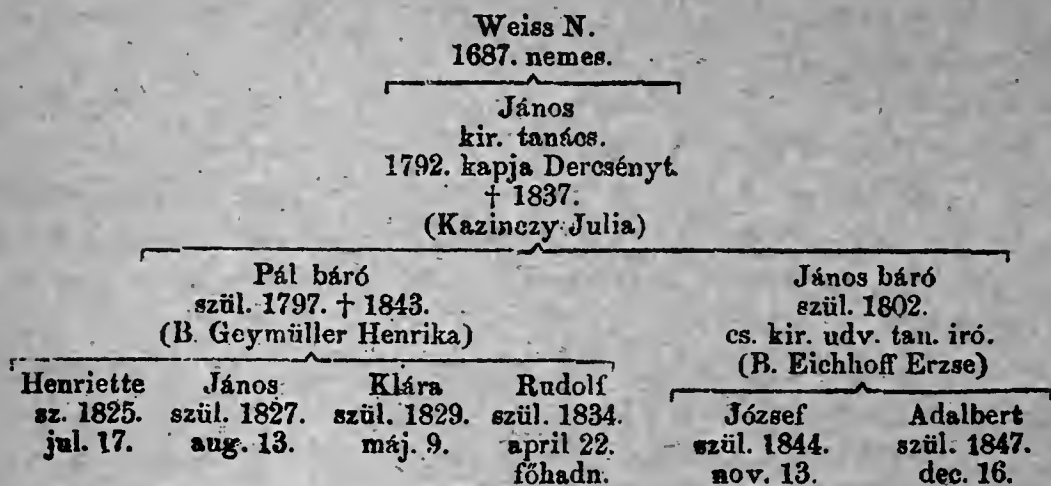 Weiss N.
1687. nemes.
János
kir. tanács.
1792. kapja Dercsényt.
† 1837.
(Kazinczy Julia)
Pál báró
szül. 1797. † 1843.
(B. Geymüller Henrika)
János báró
szül. 1802.
cs. kir. udv. tan. iró.
(B. Eichhoff Erzse)
Henriette
sz. 1825.
jul. 17.
János
szül. 1827.
aug. 13.
Klára
szül. 1829.
máj. 9.
Rudolf
szül. 1834.
april 22.
főhadn.
József
szül. 1844.
nov. 13.
Adalbert
szül. 1847.
dec. 16.